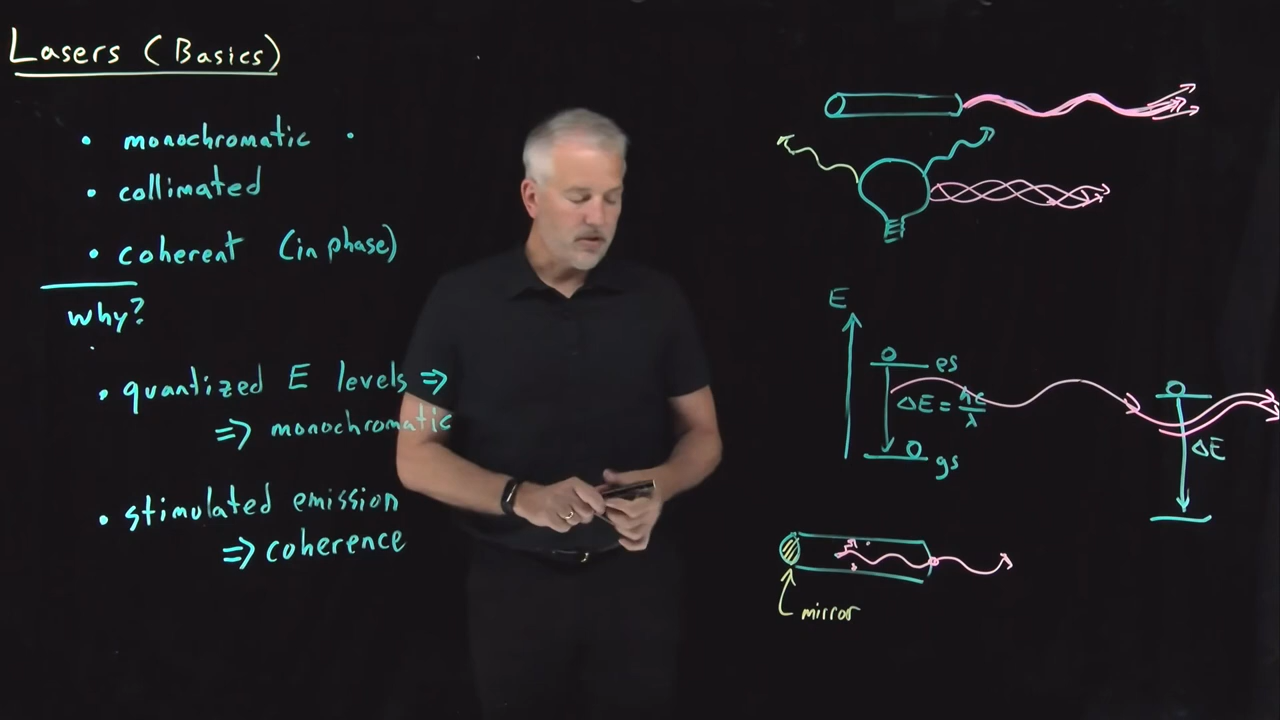 Lasers (Basics)
• monochromatic •
• collimated
• coherent (in phase)
why?
• quantized E levels ⇒
⇒ monochromatic
• stimulated emission
⇒ coherence
E
es
ΔE = hc/λ
gs
ΔE
mirror